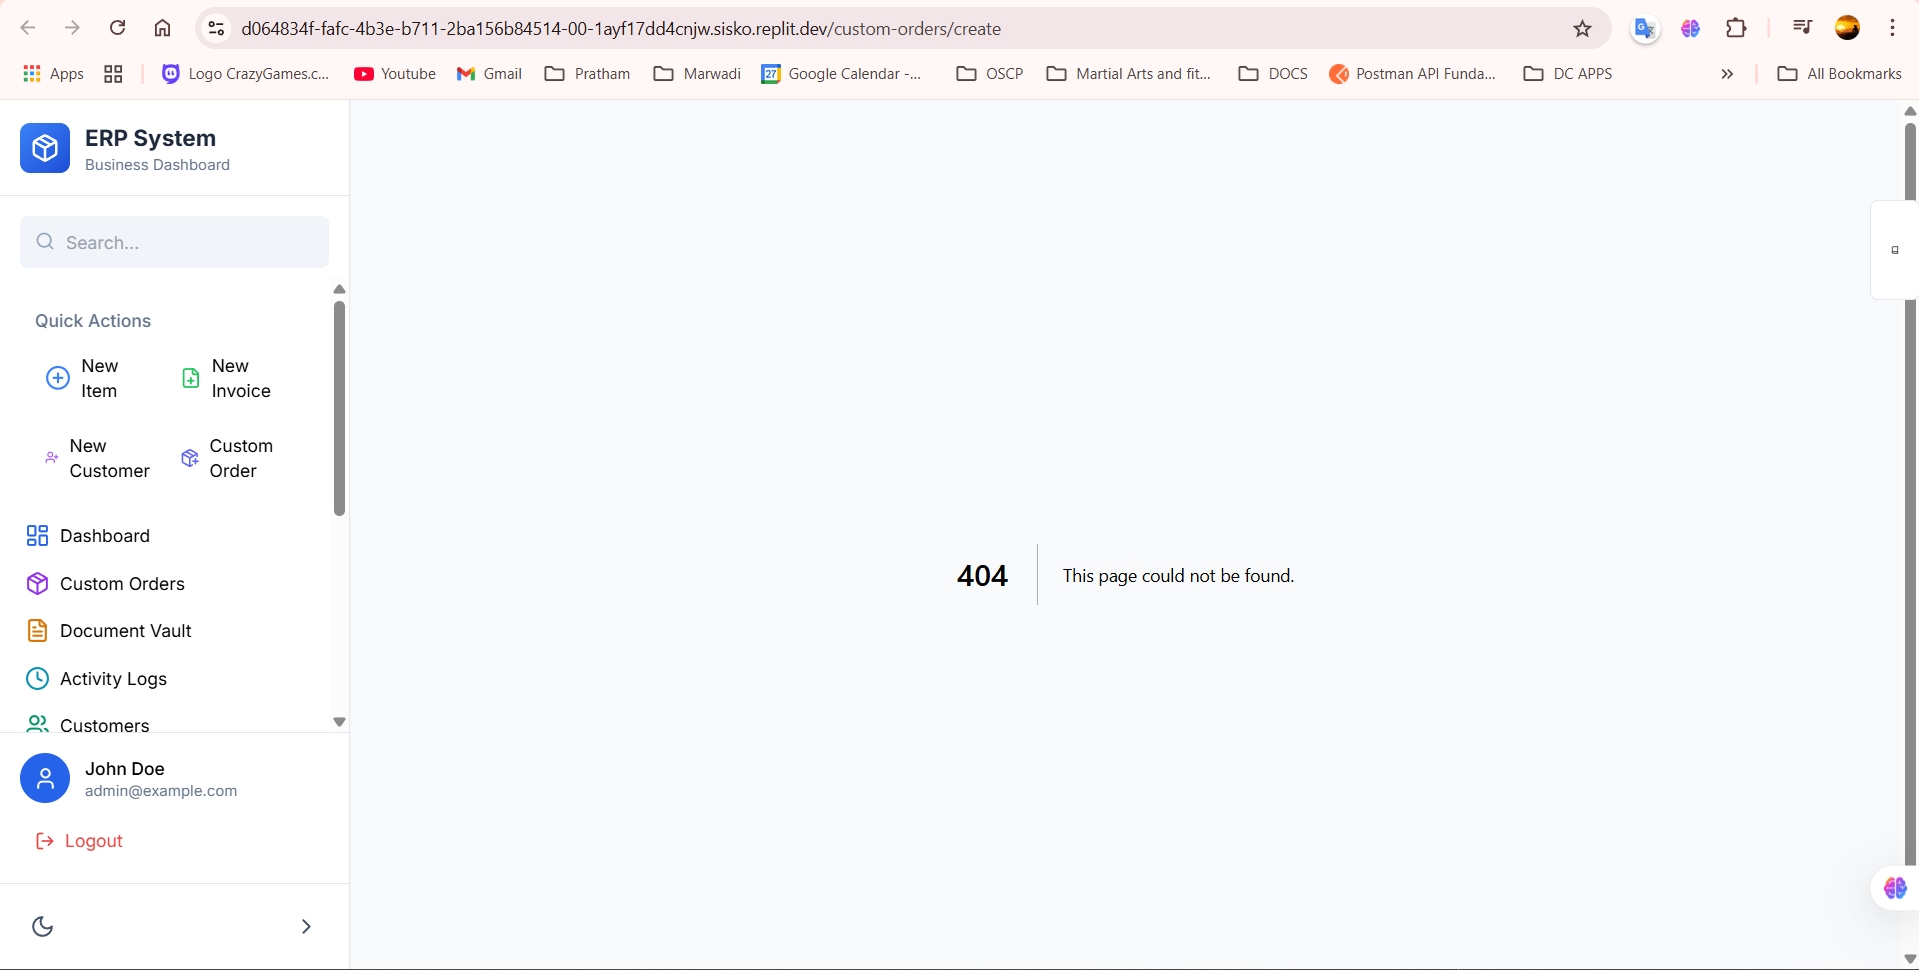 d064834f-fafc-4b3e-b711-2ba156b84514-00-1ayf17dd4cnjw.sisko.replit.dev/custom-orders/create
Apps
Logo CrazyGames.c...
Youtube
Gmail
Pratham
Marwadi
27
Google Calendar -...
OSCP
Martial Arts and fit...
DOCS
Postman API Funda...
DC APPS
All Bookmarks
ERP System
Business Dashboard
Search...
Quick Actions
New
Item
New
Invoice
New
Customer
Custom
Order
Dashboard
Custom Orders
Document Vault
Activity Logs
Customers
John Doe
admin@example.com
Logout
404
This page could not be found.